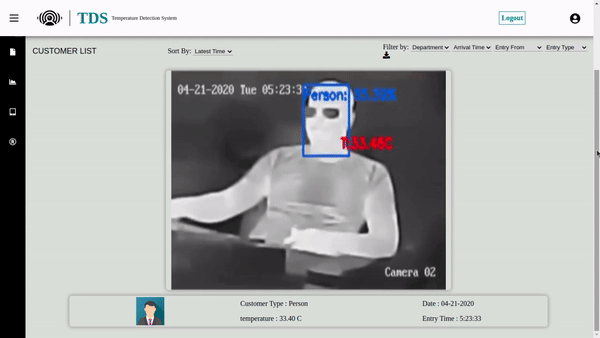 TDS Temperature Detection System
Logout
CUSTOMER LIST
Sort By: Latest Time
Filter by: Department Arrival Time Entry From Entry Type
04-21-2020 Tue 05:23:3
erson:
T:33.46C
Camera 02
Customer Type : Person
Date : 04-21-2020
temperature : 33.40 C
Entry Time : 5:23:33